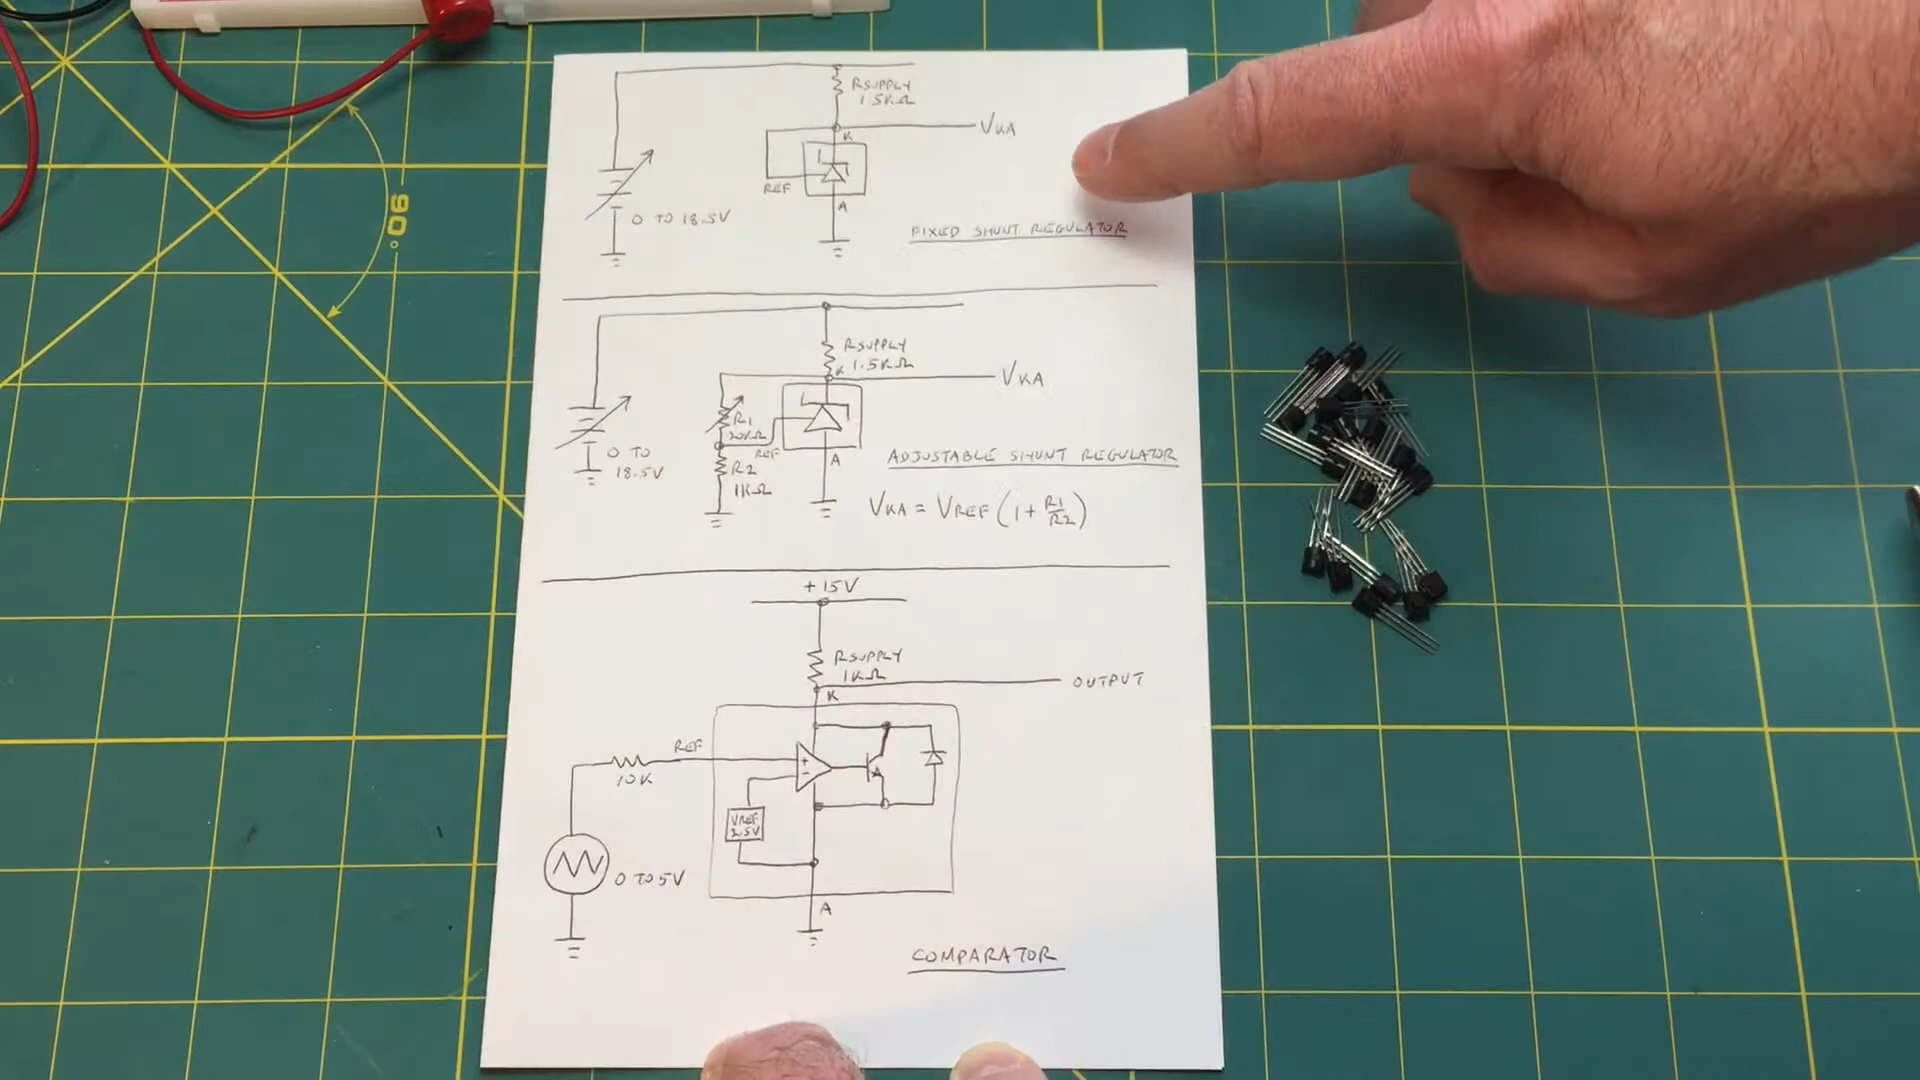 RSUPPLY
1.5KΩ
K
VKA
REF
A
0 TO 18.5V
FIXED SHUNT REGULATOR
90°
RSUPPLY
K 1.5KΩ
VKA
R1
REF
0 TO
18.5V
R2
1KΩ
A
ADJUSTABLE SHUNT REGULATOR
VKA = VREF (1 + R1/R2)
+15V
RSUPPLY
1KΩ
K
OUTPUT
REF
10K
+
-
VREF
2.5V
0 TO 5V
A
COMPARATOR